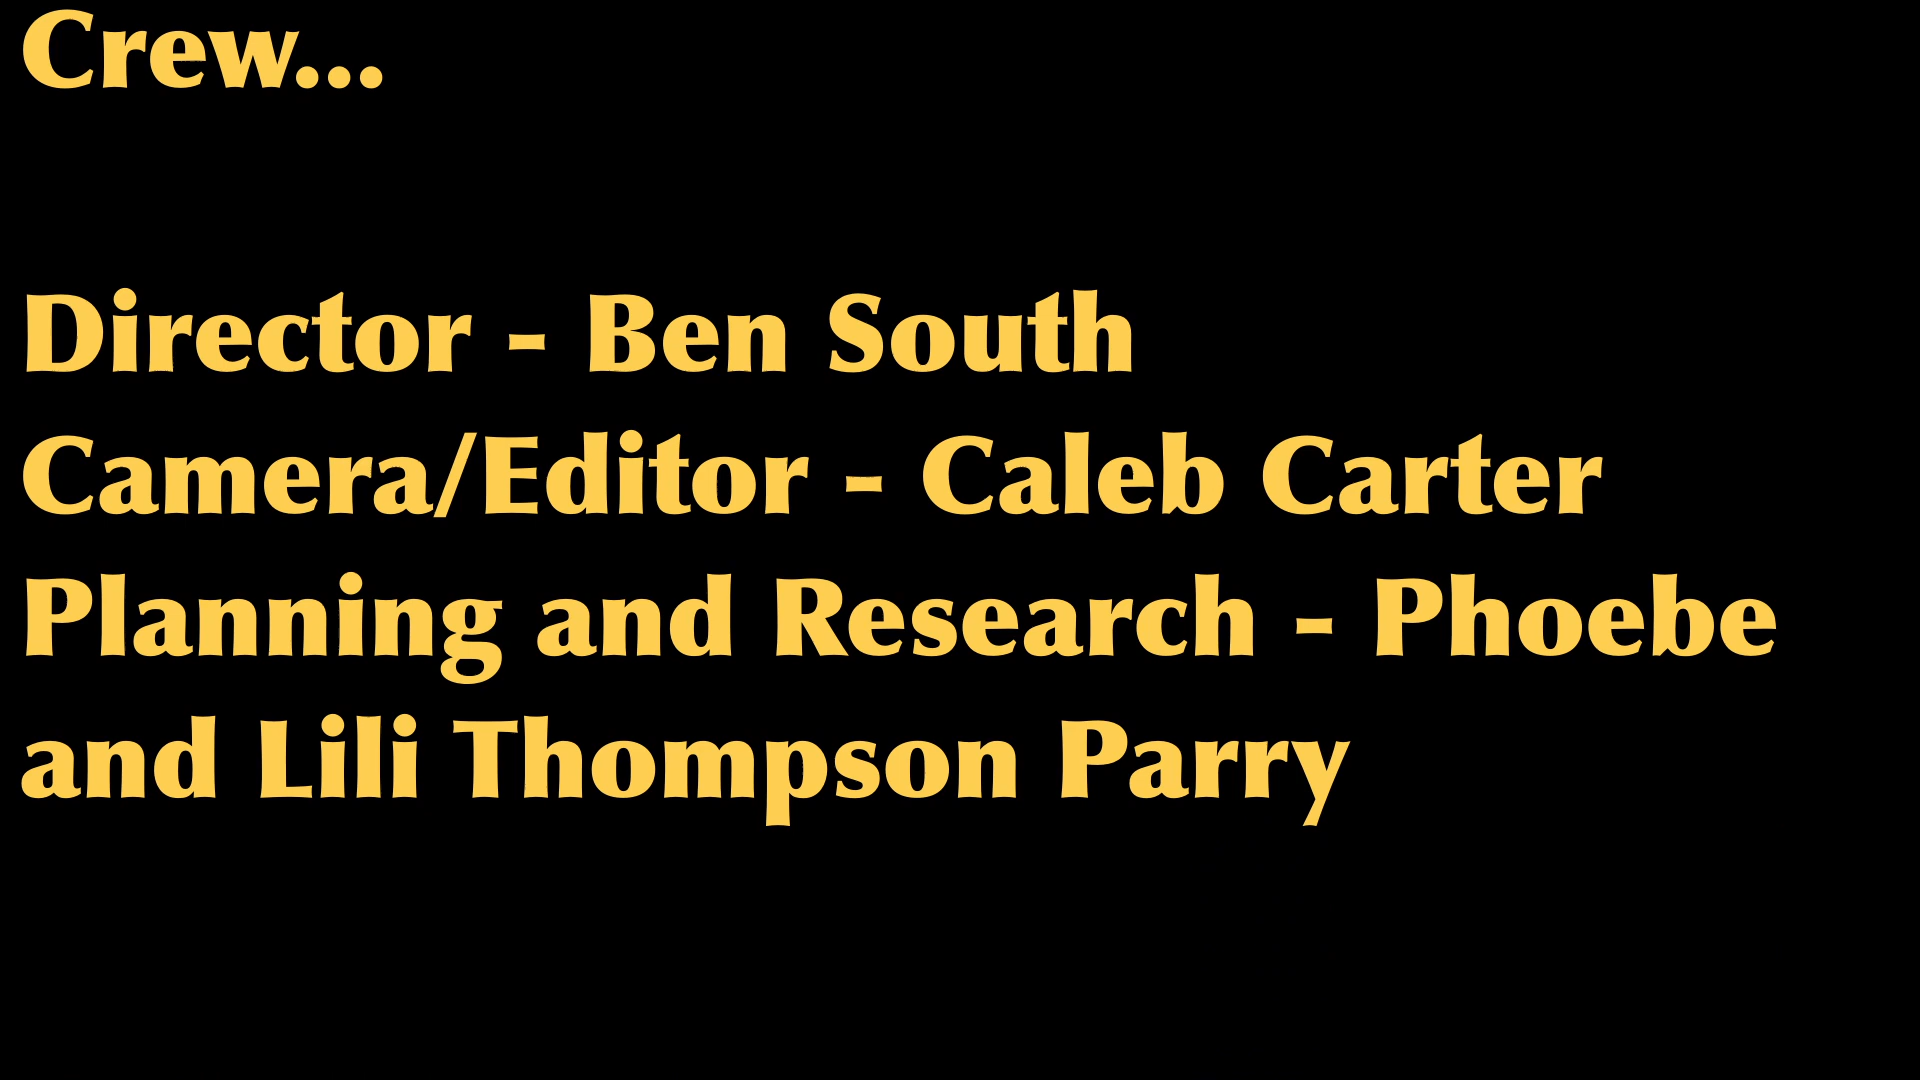 Crew...
Director - Ben South
Camera/Editor - Caleb Carter
Planning and Research - Phoebe
and Lili Thompson Parry